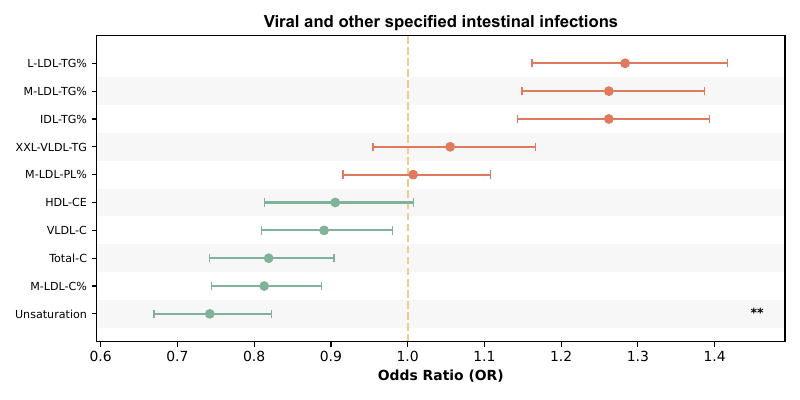 Viral and other specified intestinal infections
L-LDL-TG%
M-LDL-TG%
IDL-TG%
XXL-VLDL-TG
M-LDL-PL%
HDL-CE
VLDL-C
Total-C
M-LDL-C%
Unsaturation **
0.6 0.7 0.8 0.9 1.0 1.1 1.2 1.3 1.4
Odds Ratio (OR)